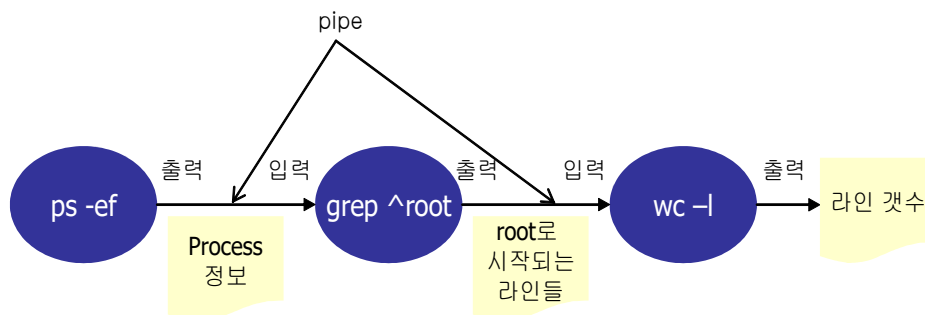 pipe
출력
입력
출력
입력
출력
ps -ef
grep ^root
wc –l
라인 갯수
Process
정보
root로
시작되는
라인들